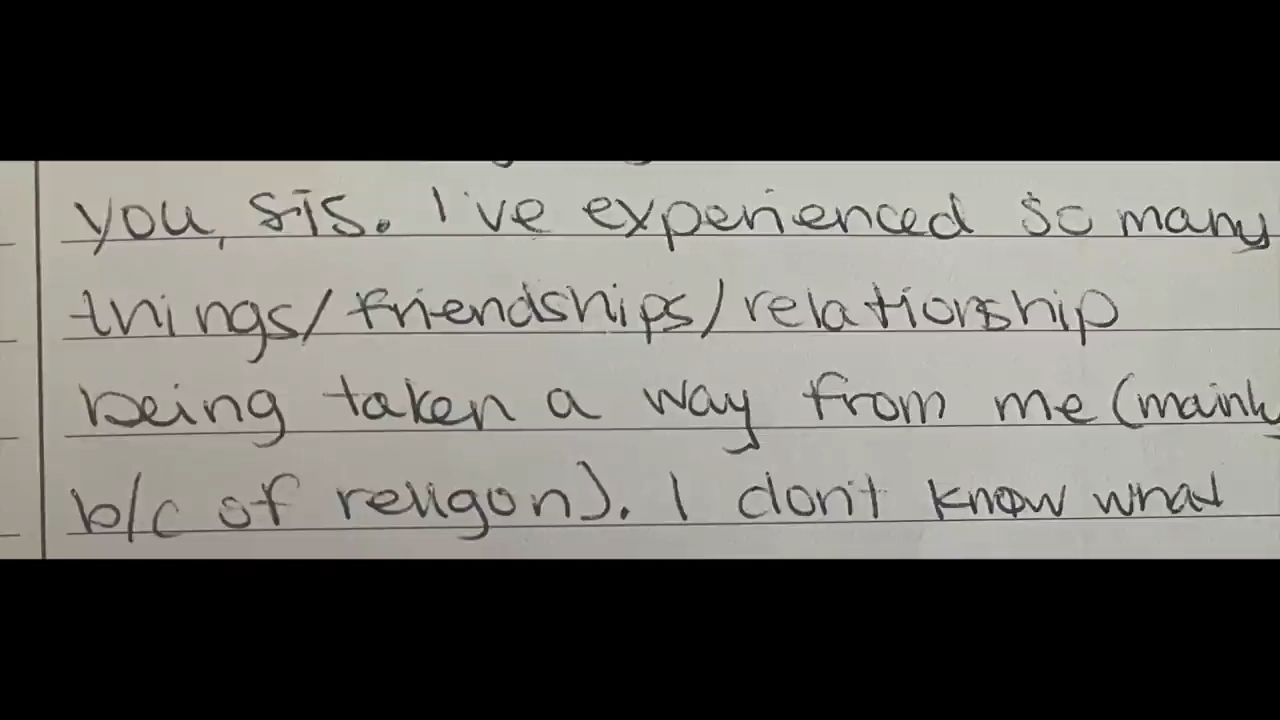 you, sis. I've experienced so many
things/friendships/relationship
being taken a way from me (mainly
b/c of religon). I don't know what